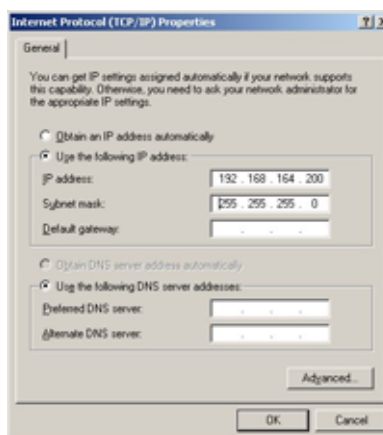 Internet Protocol (TCP/IP) Properties
General
You can get IP settings assigned automatically if your network supports
this capability. Otherwise, you need to ask your network administrator for
the appropriate IP settings.
Obtain an IP address automatically
Use the following IP address:
IP address: 192 . 168 . 164 . 200
Subnet mask: 255 . 255 . 255 . 0
Default gateway: . . .
Obtain DNS server address automatically
Use the following DNS server addresses:
Preferred DNS server: . . .
Alternate DNS server: . . .
Advanced...
OK Cancel